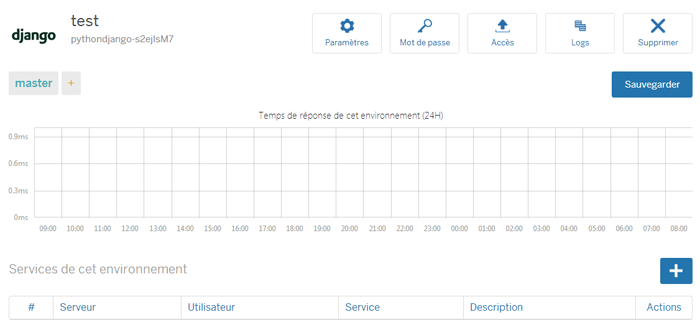 django
test
pythondjango-s2ejIsM7
Paramètres
Mot de passe
Accès
Logs
Supprimer
master
+
Sauvegarder
Temps de réponse de cet environnement (24H)
0.9ms
0.6ms
0.3ms
0ms
09:00 10:00 11:00 12:00 13:00 14:00 15:00 16:00 17:00 18:00 19:00 20:00 21:00 22:00 23:00 00:00 01:00 02:00 03:00 04:00 05:00 06:00 07:00 08:00
Services de cet environnement
+
# Serveur Utilisateur Service Description Actions